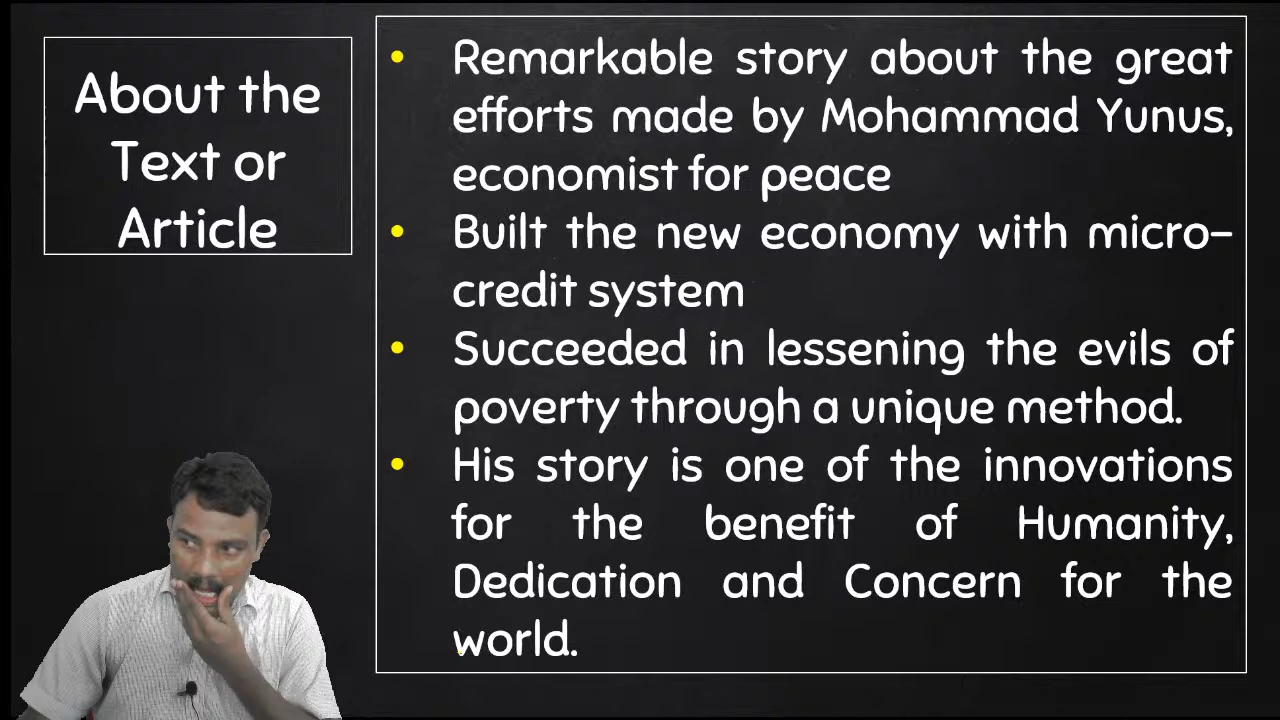 About the
Text or
Article
• Remarkable story about the great
efforts made by Mohammad Yunus,
economist for peace
• Built the new economy with micro-
credit system
• Succeeded in lessening the evils of
poverty through a unique method.
• His story is one of the innovations
for the benefit of Humanity,
Dedication and Concern for the
world.